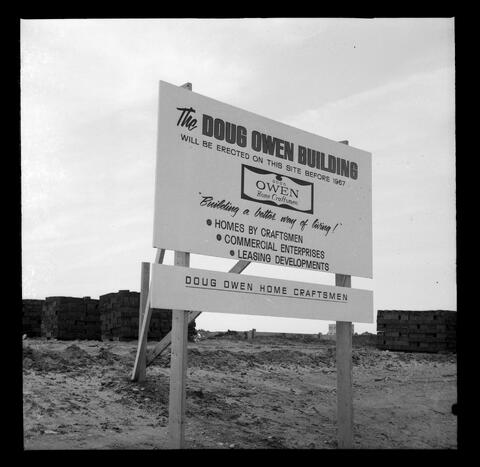 The DOUG OWEN BUILDING
WILL BE ERECTED ON THIS SITE BEFORE 1967
DOUG
OWEN
Home Craftsmen
"Building a better way of living!"
• HOMES BY CRAFTSMEN
• COMMERCIAL ENTERPRISES
• LEASING DEVELOPMENTS
DOUG OWEN HOME CRAFTSMEN